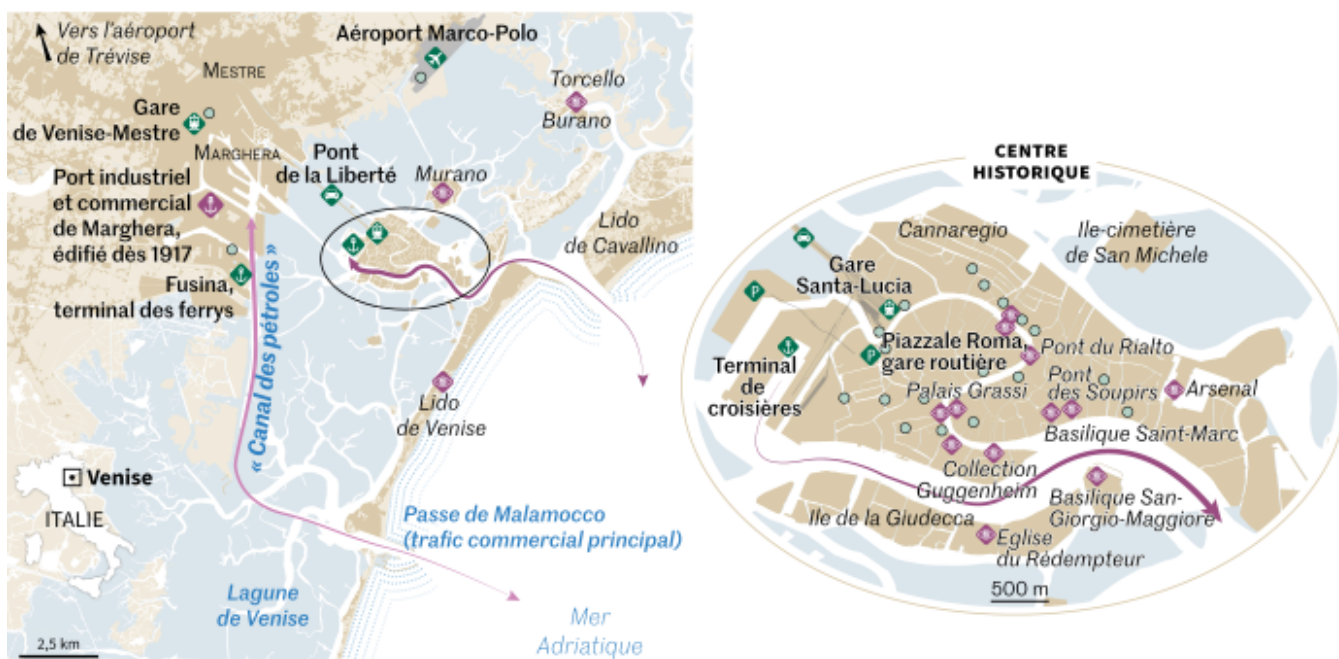 Vers l'aéroport
de Trévise
Aéroport Marco-Polo
MESTRE
Torcello
Burano
Gare
de Venise-Mestre
MARGHERA
Pont
de la Liberté
Murano
Port industriel
et commercial
de Marghera,
édifié dès 1917
Lido
de Cavallino
Fusina,
terminal des ferrys
« Canal des pétroles »
Lido
de Venise
Venise
ITALIE
Passe de Malamocco
(trafic commercial principal)
Lagune
de Venise
Mer
Adriatique
2,5 km
CENTRE
HISTORIQUE
Cannaregio
Ile-cimetière
de San Michele
Gare
Santa-Lucia
P
Piazzale Roma,
gare routière
P
Pont du Rialto
Terminal
de
croisières
Palais Grassi
Pont
des Soupirs
Arsenal
Basilique Saint-Marc
Collection
Guggenheim
Basilique San-
Giorgio-Maggiore
Ile de la Giudecca
Eglise
du Rédempteur
500 m